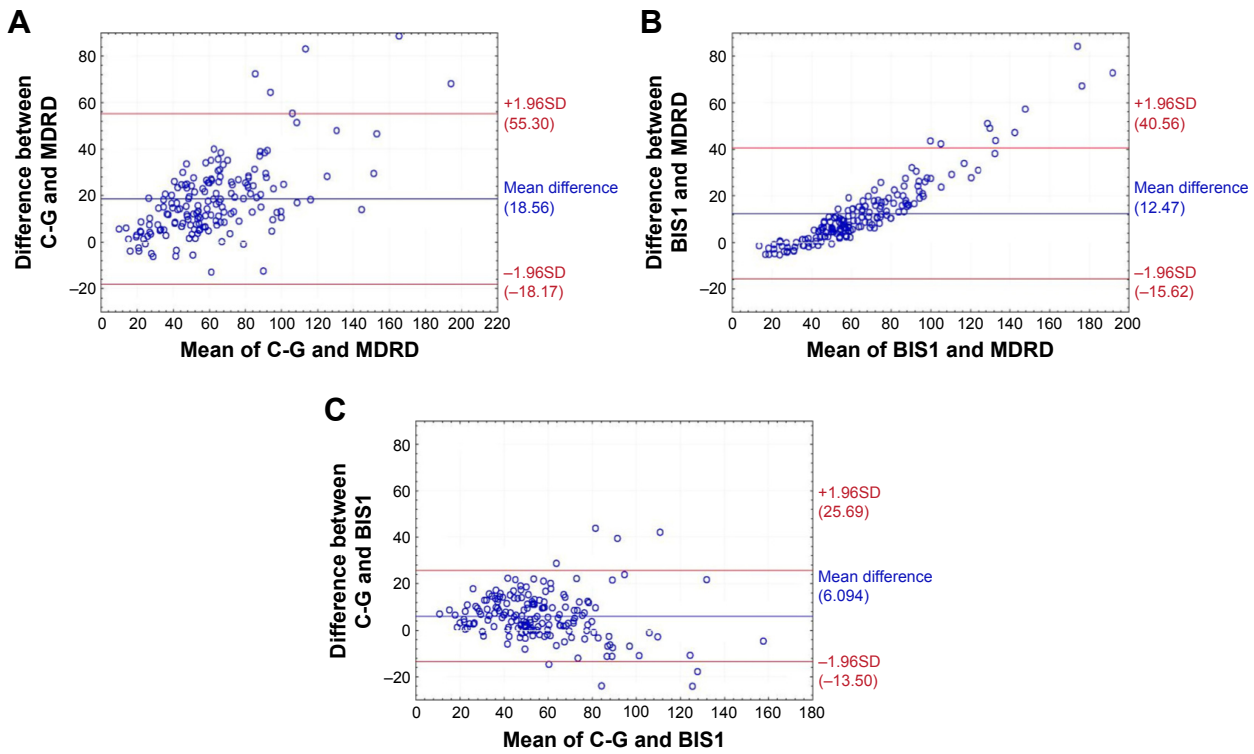 A
Difference between
C-G and MDRD
80
60
40
20
0
–20
0 20 40 60 80 100 120 140 160 180 200 220
Mean of C-G and MDRD
+1.96SD
(55.30)
Mean difference
(18.56)
–1.96SD
(–18.17)
B
Difference between
BIS1 and MDRD
80
60
40
20
0
–20
0 20 40 60 80 100 120 140 160 180 200
Mean of BIS1 and MDRD
+1.96SD
(40.56)
Mean difference
(12.47)
–1.96SD
(–15.62)
C
Difference between
C-G and BIS1
80
60
40
20
0
–20
0 20 40 60 80 100 120 140 160 180
Mean of C-G and BIS1
+1.96SD
(25.69)
Mean difference
(6.094)
–1.96SD
(–13.50)